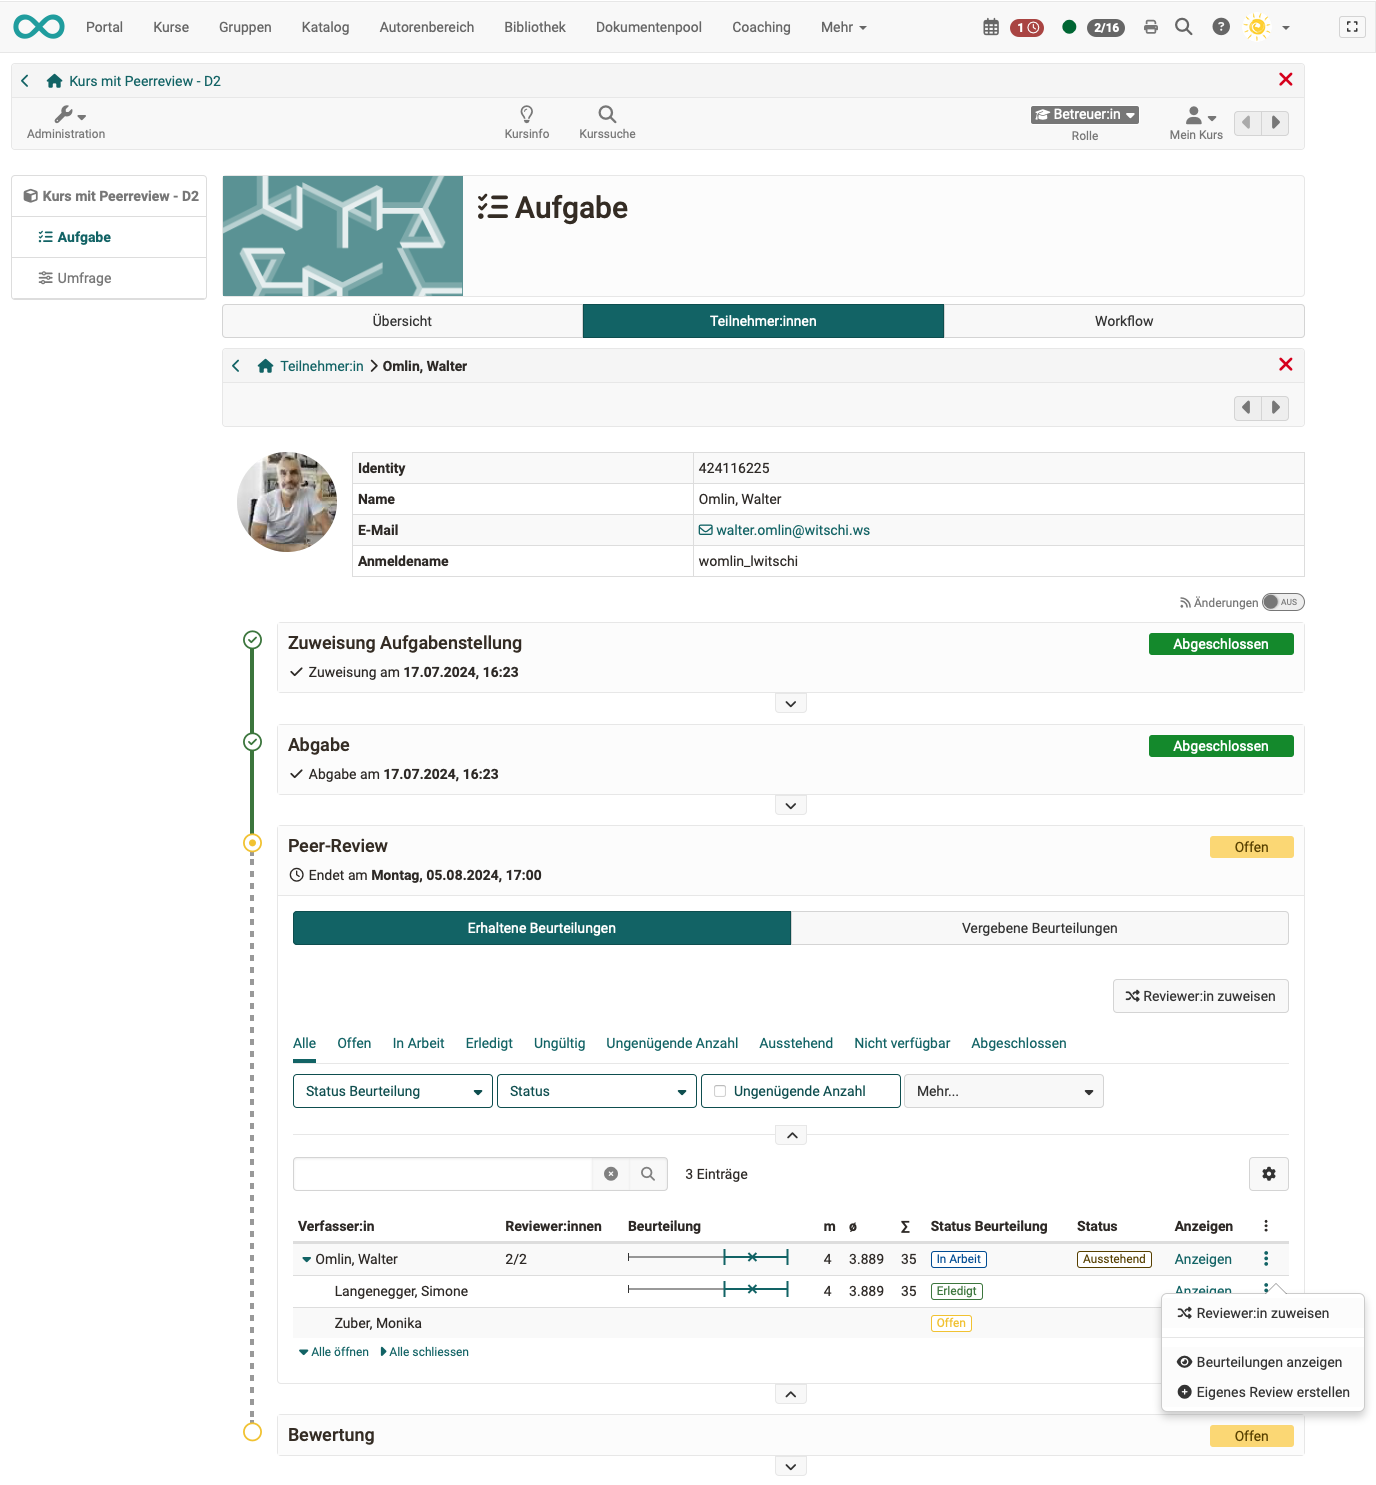 Portal Kurse Gruppen Katalog Autorenbereich Bibliothek Dokumentenpool Coaching Mehr 1 2/16
Kurs mit Peerreview - D2
Administration Kursinfo Kurssuche Betreuer:in Rolle Mein Kurs
Kurs mit Peerreview - D2
Aufgabe
Umfrage
Aufgabe
Übersicht Teilnehmer:innen Workflow
Teilnehmer:in Omlin, Walter
Identity 424116225
Name Omlin, Walter
E-Mail walter.omlin@witschi.ws
Anmeldename womlin_lwitschi
Änderungen AUS
Zuweisung Aufgabenstellung Abgeschlossen
Zuweisung am 17.07.2024, 16:23
Abgabe Abgeschlossen
Abgabe am 17.07.2024, 16:23
Peer-Review Offen
Endet am Montag, 05.08.2024, 17:00
Erhaltene Beurteilungen Vergebene Beurteilungen
Reviewer:in zuweisen
Alle Offen In Arbeit Erledigt Ungültig Ungenügende Anzahl Ausstehend Nicht verfügbar Abgeschlossen
Status Beurteilung Status Ungenügende Anzahl Mehr...
3 Einträge
Verfasser:in Reviewer:innen Beurteilung m ø Σ Status Beurteilung Status Anzeigen
Omlin, Walter 2/2 4 3.889 35 In Arbeit Ausstehend Anzeigen
Langenegger, Simone 4 3.889 35 Erledigt Anzeigen
Zuber, Monika Offen
Alle öffnen Alle schliessen
Reviewer:in zuweisen
Beurteilungen anzeigen
Eigenes Review erstellen
Bewertung Offen